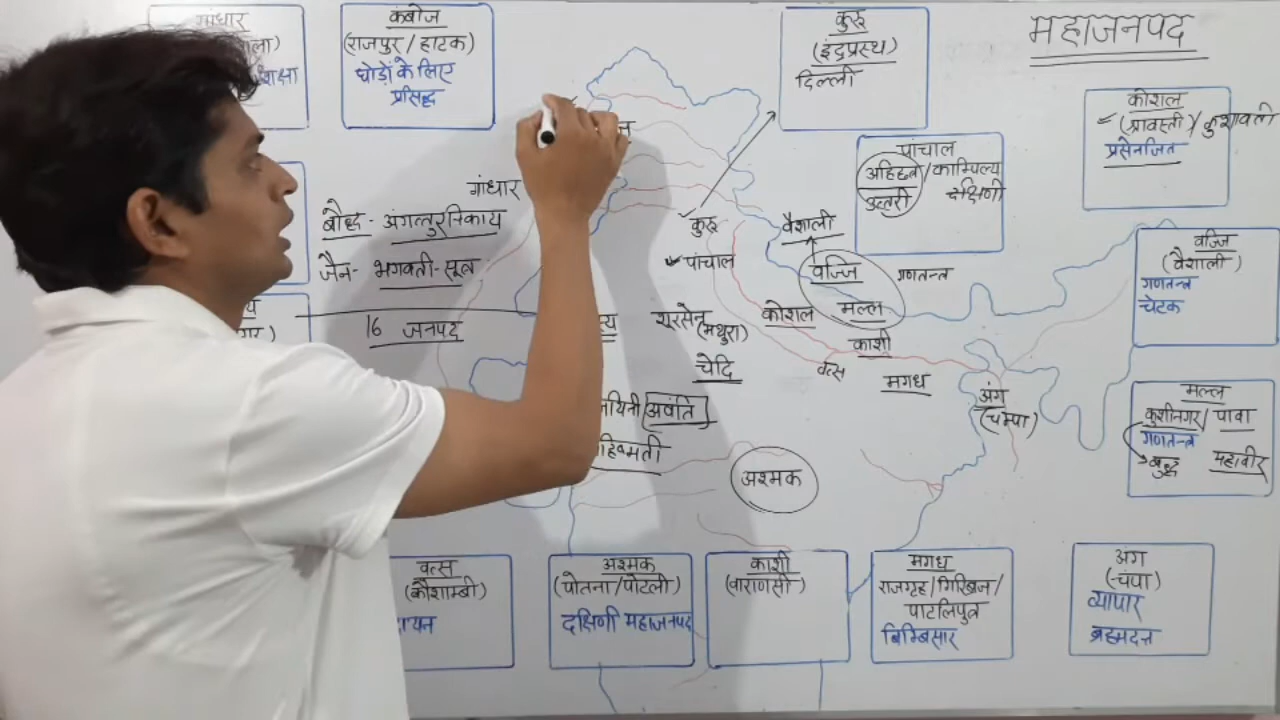 महाजनपद
गांधार
कंबोज
(राजपुर/हाटक)
घोड़ों के लिए
प्रसिद्ध
कुरू
(इंद्रप्रस्थ)
दिल्ली
कोशल
(श्रावस्ती)/कुशावती
प्रसेनजित
पांचाल
अहिछत्र/काम्पिल्य
उत्तरी दक्षिणी
गांधार
बौद्ध- अंगुत्तरनिकाय
जैन- भगवती-सूत्र
16 जनपद
कुरू
पांचाल
वैशाली
वज्जि गणतन्त्र
मल्ल
शूरसेन
(मथुरा)
कोशल
काशी
चेदि
वत्स
मगध
अंग
(चम्पा)
अवंति
अश्मक
वज्जि
(वैशाली)
गणतन्त्र
चेटक
मल्ल
कुशीनगर/पावा
गणतन्त्र
बुद्ध महावीर
वत्स
(कौशाम्बी)
अश्मक
(पोतना/पोटली)
दक्षिणी महाजनपद
काशी
(वाराणसी)
मगध
राजगृह/गिरिब्रज/
पाटलिपुत्र
बिम्बिसार
अंग
(चंपा)
व्यापार
ब्रह्मदत्त